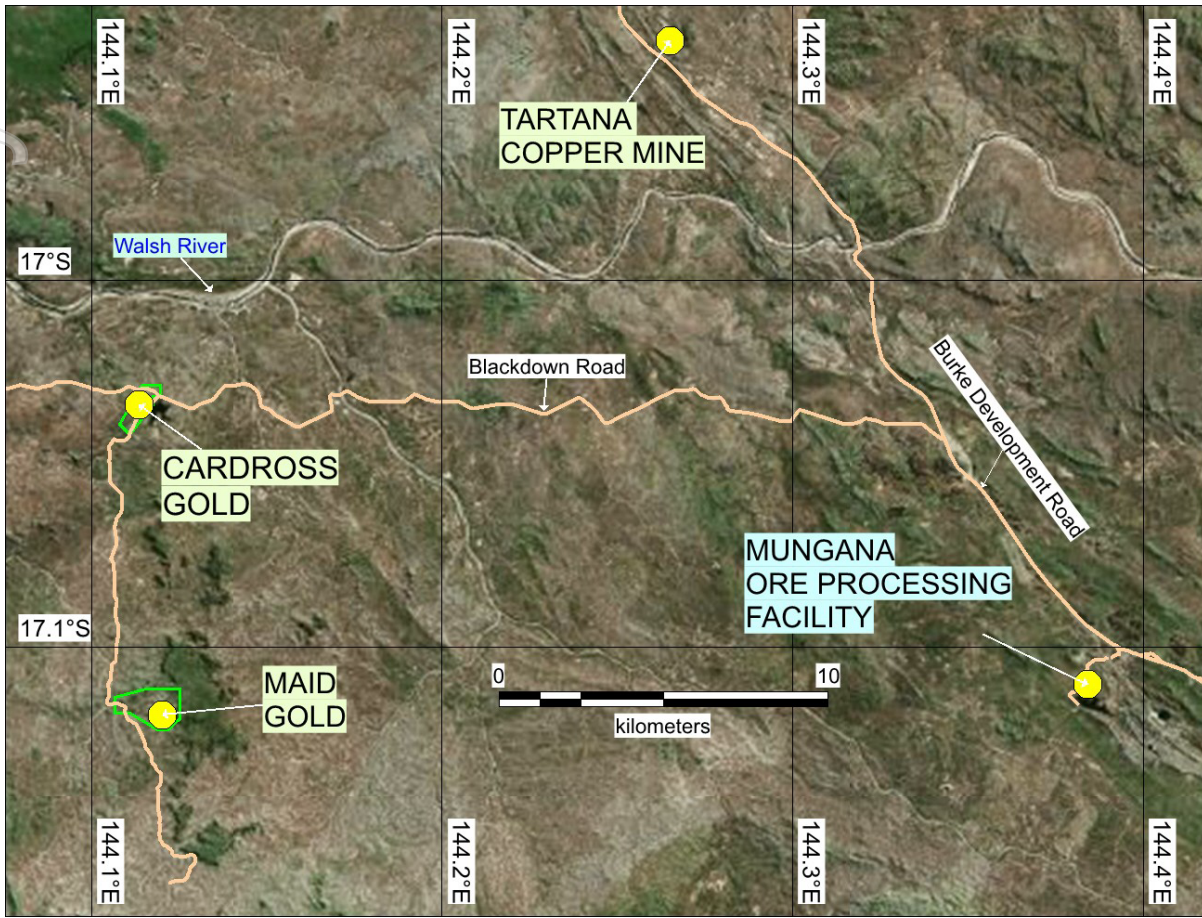 144.1°E
144.2°E
144.3°E
144.4°E
TARTANA
COPPER MINE
Walsh River
17°S
Blackdown Road
Burke Development Road
CARDROSS
GOLD
MUNGANA
ORE PROCESSING
FACILITY
17.1°S
MAID
GOLD
0
10
kilometers
144.1°E
144.2°E
144.3°E
144.4°E